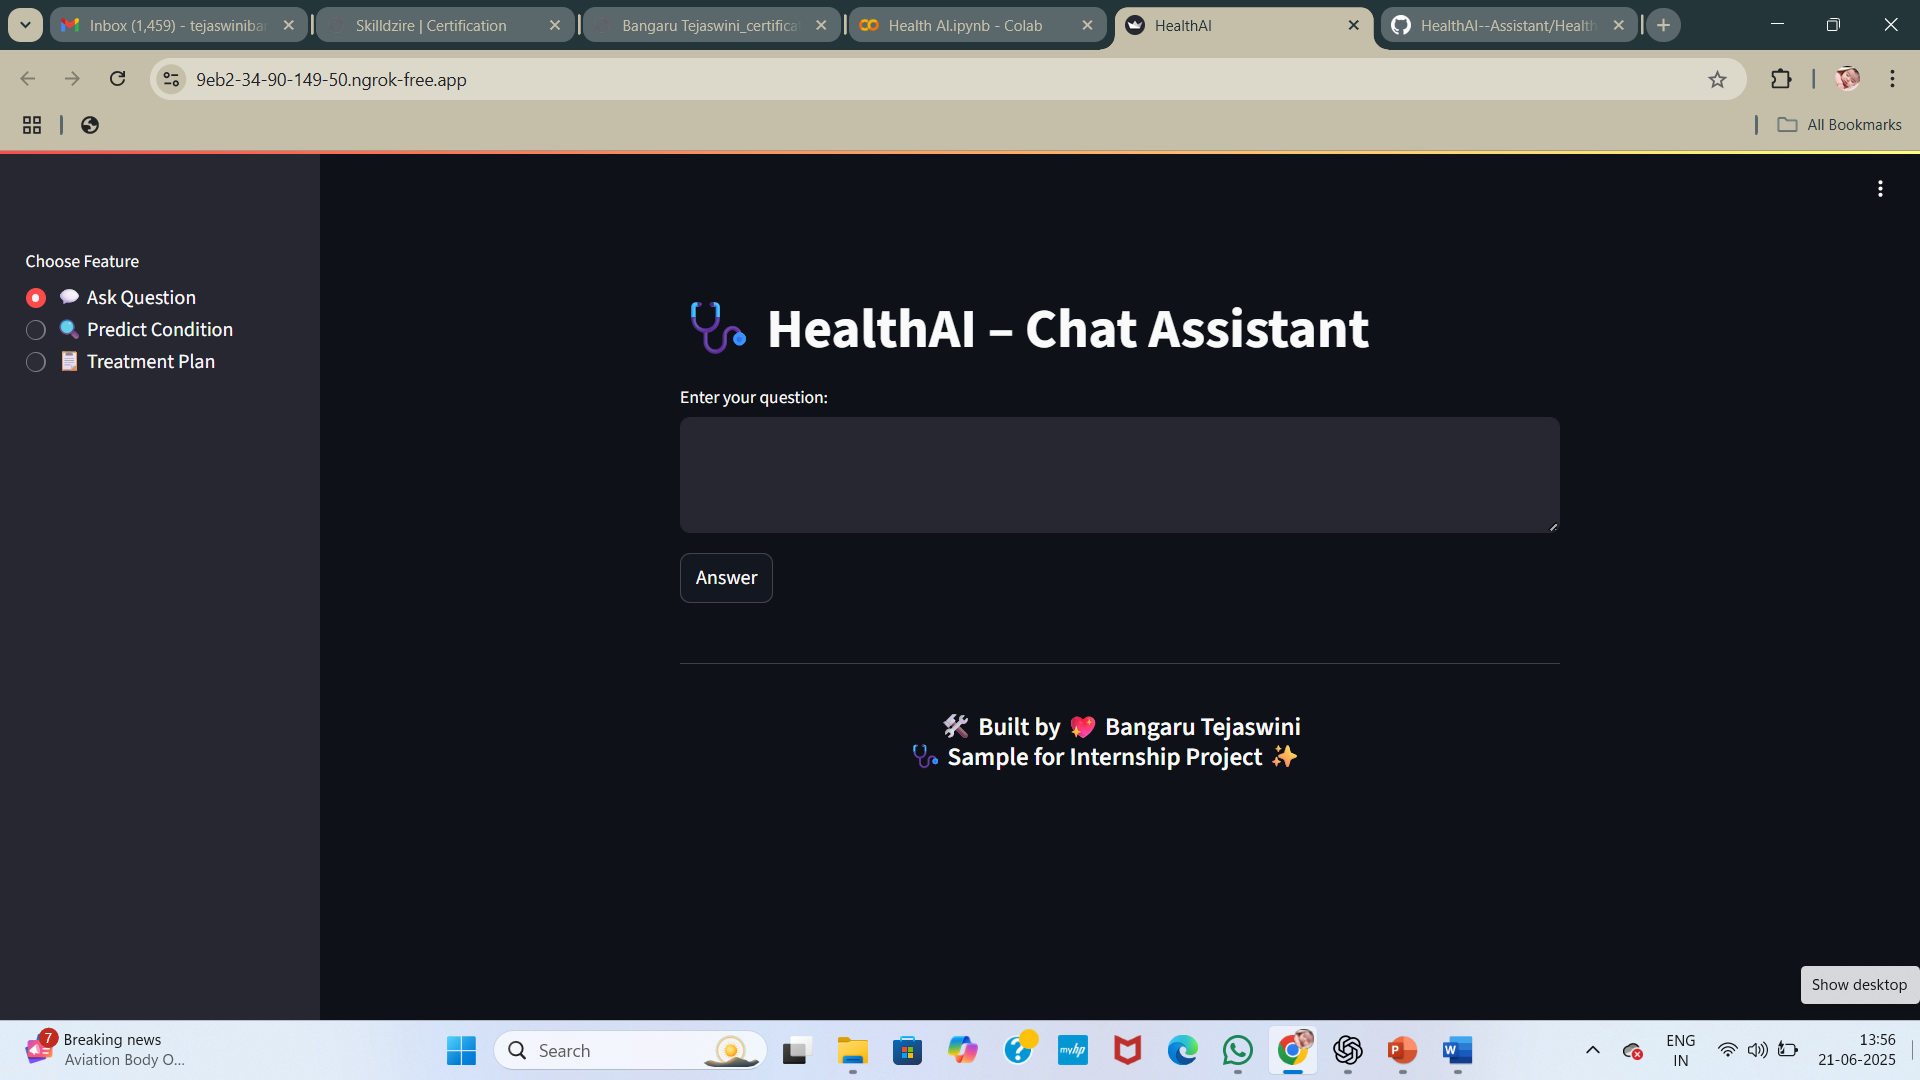 Inbox (1,459) - tejaswiniba
Skilldzire | Certification
Bangaru Tejaswini_certifica
Health AI.ipynb - Colab
HealthAI
HealthAI--Assistant/Health
9eb2-34-90-149-50.ngrok-free.app
All Bookmarks
Choose Feature
Ask Question
Predict Condition
Treatment Plan
HealthAI – Chat Assistant
Enter your question:
Answer
Built by 💖 Bangaru Tejaswini
Sample for Internship Project ✨
Show desktop
7
Breaking news
Aviation Body O...
Search
myhp
ENG
IN
13:56
21-06-2025